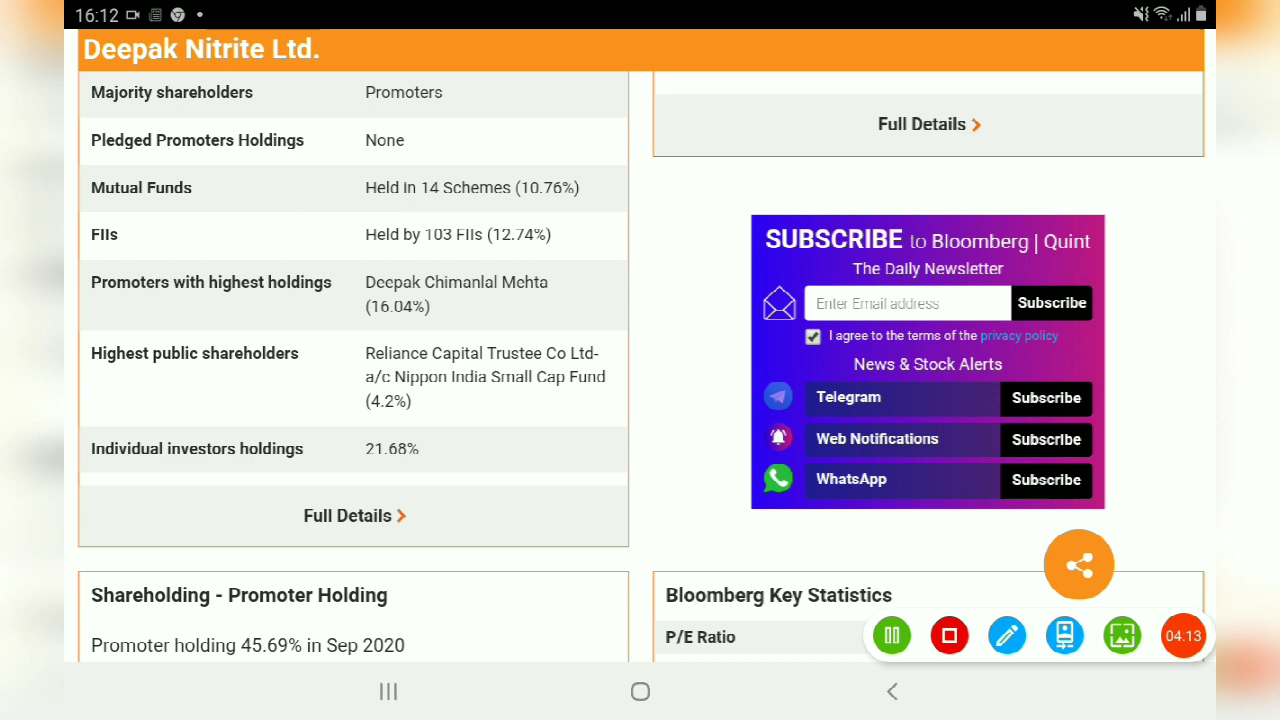 16:12
Deepak Nitrite Ltd.
Majority shareholders Promoters
Pledged Promoters Holdings None
Mutual Funds Held in 14 Schemes (10.76%)
FIIs Held by 103 FIIs (12.74%)
Promoters with highest holdings Deepak Chimanlal Mehta
(16.04%)
Highest public shareholders Reliance Capital Trustee Co Ltd-
a/c Nippon India Small Cap Fund
(4.2%)
Individual investors holdings 21.68%
Full Details
Shareholding - Promoter Holding
Promoter holding 45.69% in Sep 2020
Full Details
SUBSCRIBE to Bloomberg | Quint
The Daily Newsletter
Enter Email address Subscribe
I agree to the terms of the privacy policy
News & Stock Alerts
Telegram Subscribe
Web Notifications Subscribe
WhatsApp Subscribe
Bloomberg Key Statistics
P/E Ratio
04:13